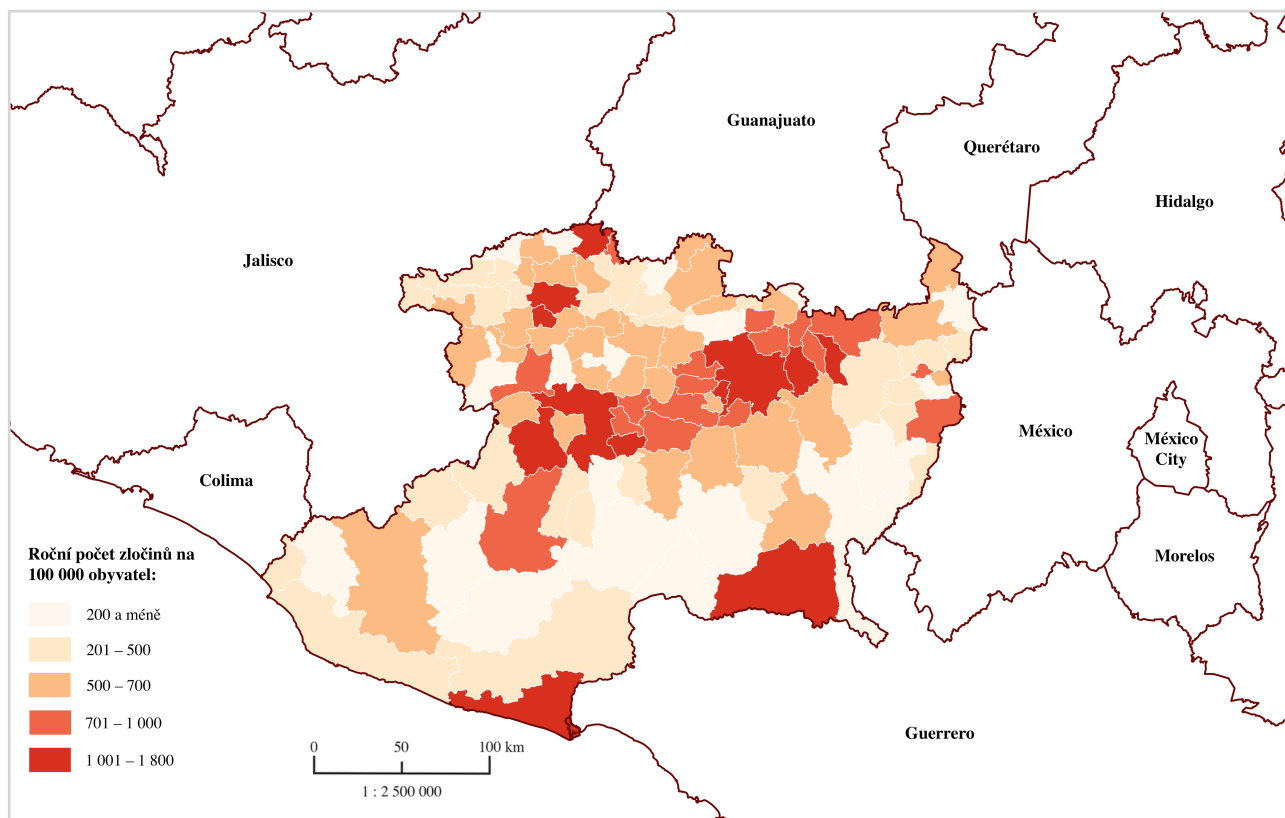 Guanajuato
Querétaro
Hidalgo
Jalisco
México
México
City
Colima
Morelos
Guerrero
Roční počet zločinů na
100 000 obyvatel:
200 a méně
201 – 500
500 – 700
701 – 1 000
1 001 – 1 800
0 50 100 km
1 : 2 500 000